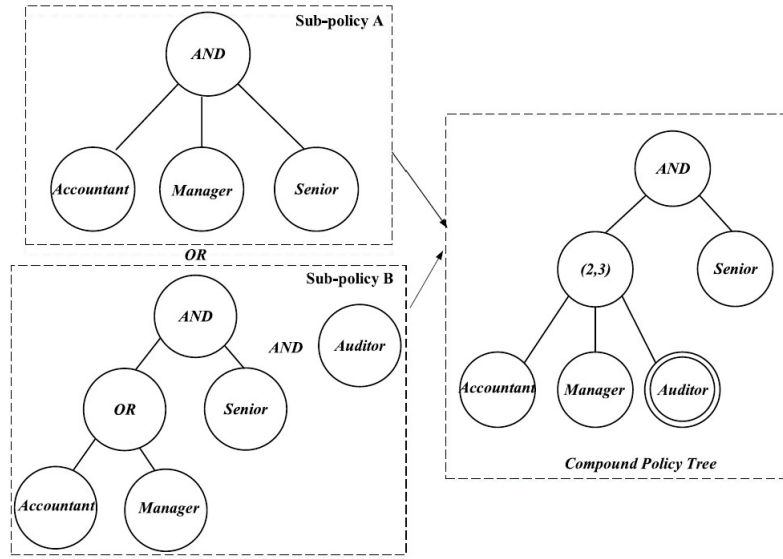 Sub-policy A
AND
Accountant
Manager
Senior
OR
Sub-policy B
AND
AND
Auditor
OR
Senior
Accountant
Manager
AND
(2,3)
Senior
Accountant
Manager
Auditor
Compound Policy Tree